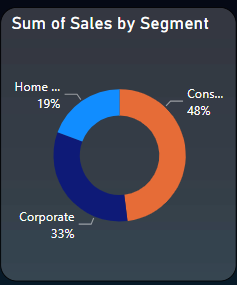 Sum of Sales by Segment
Home ...
19%
Cons...
48%
Corporate
33%